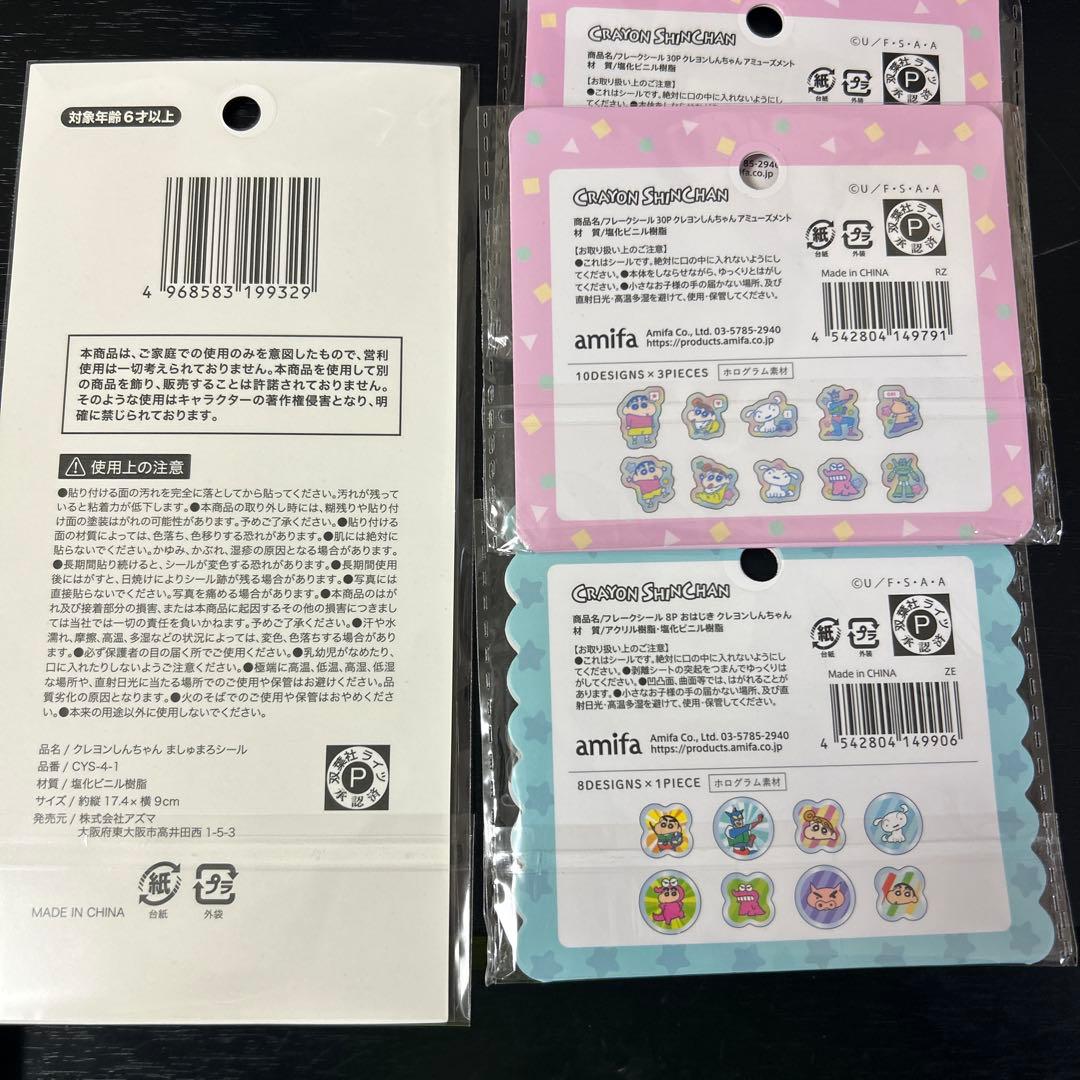 対象年齢6才以上
4 968583 199329
本商品は、ご家庭での使用のみを意図したもので、営利
使用は一切考えられておりません。本商品を使用して別
の商品を飾り、販売することは許諾されておりません。
そのような使用はキャラクターの著作権侵害となり、明
確に禁じられております。
使用上の注意
●貼り付ける面の汚れを完全に落としてから貼ってください。汚れが残って
いると粘着力が低下します。●本商品の取り外し時には、糊残りや貼り付
け面の塗装はがれの可能性があります。予めご了承ください。●貼り付ける
面の材質によっては、色落ち、色移りする恐れがあります。●肌には絶対に
貼らないでください。かゆみ、かぶれ、湿疹の原因となる場合があります。
●長期間貼り続けると、シールが変色する恐れがあります。●長期間使用
後にはがすと、日焼けによりシール跡が残る場合があります。●写真には
直接貼らないでください。写真を痛める場合があります。●本商品のはが
れ及び接着部分の損害、または本商品に起因するその他の損害につきまし
ては当社では一切の責任を負いかねます。予めご了承ください。●汗や水
濡れ、摩擦、高温、多湿などの状況によっては、変色、色落ちする場合があり
ます。●必ず保護者の目の届く所でご使用ください。●乳幼児がなめたり、
口に入れたりしないようご注意ください。●極端に高温、低温、高湿、低湿
な場所や、直射日光に当たる場所でのご使用や保管はお避けください。品
質劣化の原因となります。●火のそばでのご使用や保管はおやめくださ
い。●本来の用途以外に使用しないでください。
品名 / クレヨンしんちゃん ましゅまろシール
品番 / CYS-4-1
材質 / 塩化ビニル樹脂
サイズ / 約縦 17.4 × 横 9cm
発売元 / 株式会社アズマ
大阪府東大阪市高井田西 1-5-3
双葉社ライツ P 承認済
MADE IN CHINA
紙 台紙
プラ 外袋
CRAYON SHINCHAN
©U/F・S・A・A
商品名/フレークシール 30P クレヨンしんちゃん アミューズメント
材 質/塩化ビニル樹脂
【お取り扱い上のご注意】
●これはシールです。絶対に口の中に入れないようにし
紙 台紙
プラ 外装
双葉社ライツ P 承認済
85-2940
fa.co.jp
CRAYON SHINCHAN
©U/F・S・A・A
商品名/フレークシール 30P クレヨンしんちゃん アミューズメント
材 質/塩化ビニル樹脂
【お取り扱い上のご注意】
●これはシールです。絶対に口の中に入れないようにし
てください。●本体をしならせながら、ゆっくりとはがし
てください。●小さなお子様の手の届かない場所、及び
直射日光・高温多湿を避けて、使用・保管してください。
紙 台紙
プラ 外装
双葉社ライツ P 承認済
Made in CHINA RZ
4 542804 149791
amifa
Amifa Co., Ltd. 03-5785-2940
https://products.amifa.co.jp
10DESIGNS×3PIECES ホログラム素材
CRAYON SHINCHAN
©U/F・S・A・A
商品名/フレークシール 8P おはじき クレヨンしんちゃん
材 質/アクリル樹脂・塩化ビニル樹脂
【お取り扱い上のご注意】
●これはシールです。絶対に口の中に入れないようにし
てください。●剥離シートの突起をつまんでゆっくりは
がしてください。●凹凸面、曲面等では、はがれることが
あります。●小さなお子様の手の届かない場所、及び直
射日光・高温多湿を避けて、使用・保管してください。
紙 台紙
プラ 外装
双葉社ライツ P 承認済
Made in CHINA ZE
4 542804 149906
amifa
Amifa Co., Ltd. 03-5785-2940
https://products.amifa.co.jp
8DESIGNS×1PIECE ホログラム素材